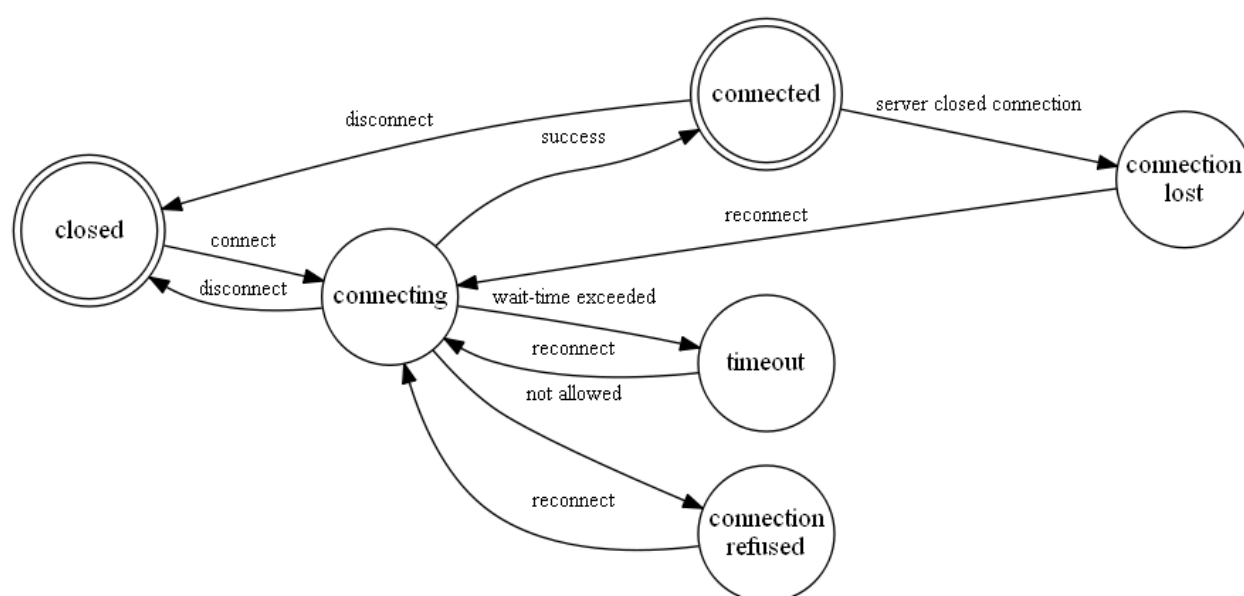 connected
server closed connection
disconnect
success
connection
lost
closed
reconnect
connect
disconnect
connecting
wait-time exceeded
reconnect
timeout
not allowed
reconnect
connection
refused